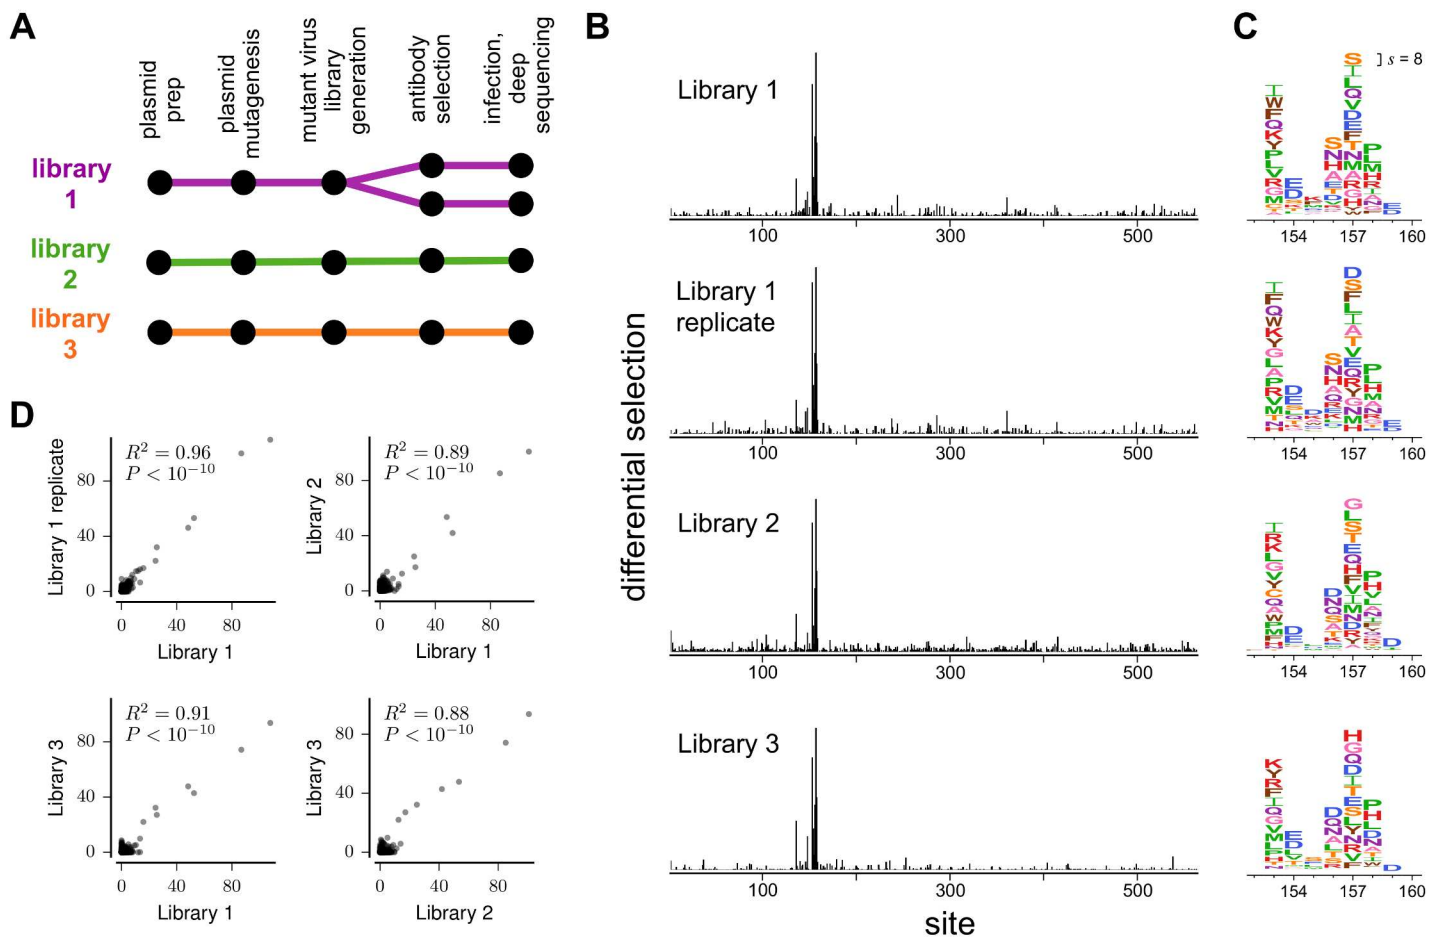 A
plasmid
prep
plasmid
mutagenesis
mutant virus
library
generation
antibody
selection
infection,
deep
sequencing
library
1
library
2
library
3
B
differential selection
Library 1
100
300
500
Library 1
replicate
100
300
500
Library 2
100
300
500
Library 3
100
300
500
site
C
s = 8
154
157
160
154
157
160
154
157
160
154
157
160
D
R² = 0.96
P < 10⁻¹⁰
Library 1 replicate
80
40
0
0
40
80
Library 1
R² = 0.89
P < 10⁻¹⁰
Library 2
80
40
0
0
40
80
Library 1
R² = 0.91
P < 10⁻¹⁰
Library 3
80
40
0
0
40
80
Library 1
R² = 0.88
P < 10⁻¹⁰
Library 3
80
40
0
0
40
80
Library 2